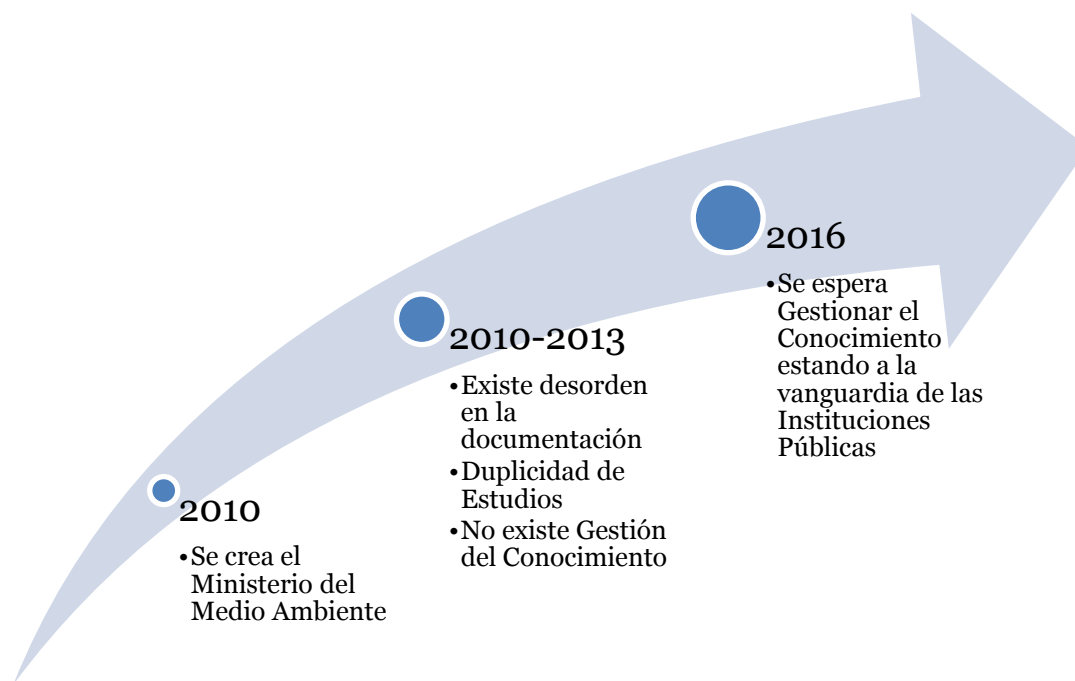 2010
•Se crea el
Ministerio del
Medio Ambiente
2010-2013
•Existe desorden
en la
documentación
•Duplicidad de
Estudios
•No existe Gestión
del Conocimiento
2016
•Se espera
Gestionar el
Conocimiento
estando a la
vanguardia de las
Instituciones
Públicas